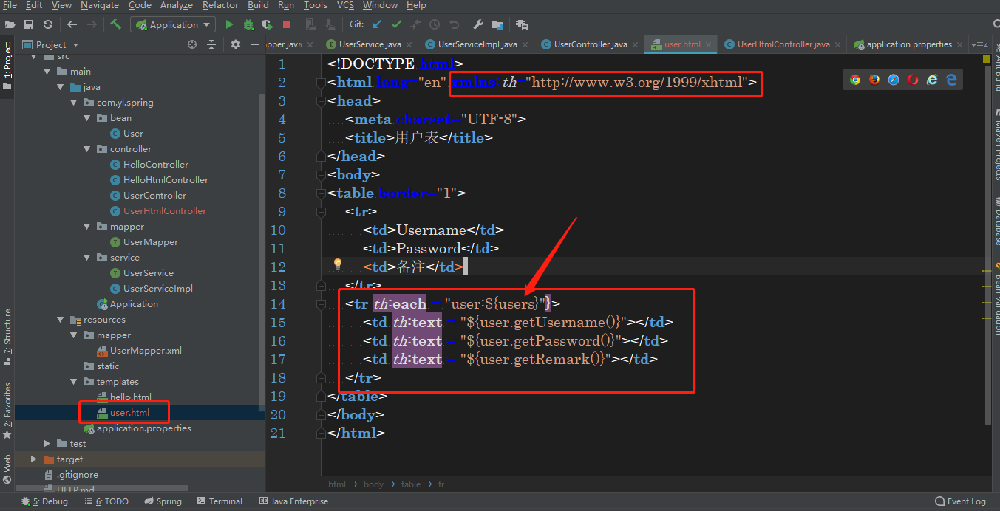 File Edit View Navigate Code Analyze Refactor Build Run Tools VCS Window Help
Application Git:
Project
pper.java UserService.java UserServiceImpl.java UserController.java user.html UserHtmlController.java application.properties 4
1: Project
src
main
java
com.yl.spring
bean
User
controller
HelloController
HelloHtmlController
UserController
UserHtmlController
mapper
UserMapper
service
UserService
UserServiceImpl
Application
resources
mapper
UserMapper.xml
static
templates
hello.html
user.html
application.properties
test
target
.gitignore
HELP.md
7: Structure
2: Favorites
Web
1 <!DOCTYPE html>
2 <html lang "en" xmlns:th "http://www.w3.org/1999/xhtml">
3 <head>
4 <meta charset "UTF-8">
5 <title>用户表</title>
6 </head>
7 <body>
8 <table border "1">
9 <tr>
10 <td>Username</td>
11 <td>Password</td>
12 <td>备注</td>
13 </tr>
14 <tr th:each "user:${users}"}>
15 <td th:text = "${user.getUsername()}"></td>
16 <td th:text "${user.getPassword()}"></td>
17 <td th:text = "${user.getRemark()}"></td>
18 </tr>
19 </table>
20 </body>
21 </html>
html › body › table › tr
Ant Build
Maven Projects
Database
Bean Validation
5: Debug 6: TODO Spring Terminal Java Enterprise Event Log